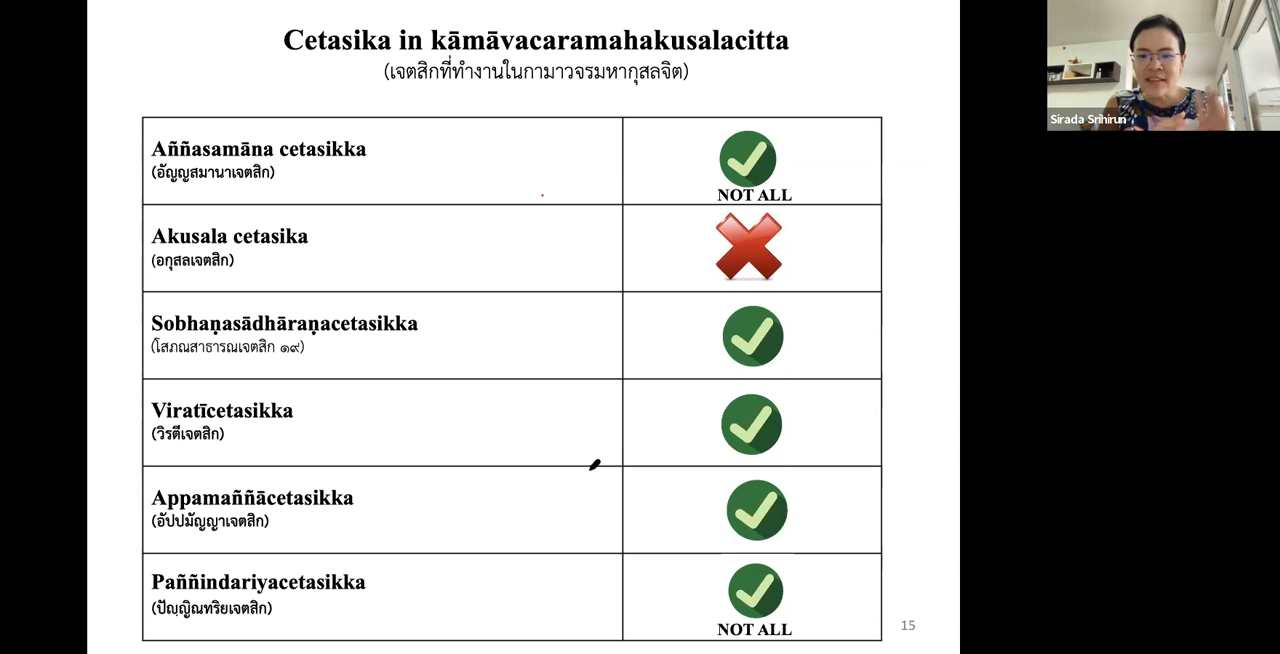 Cetasika in kāmāvacaramahakusalacitta
(เจตสิกที่ทำงานในกามาวจรมหากุสลจิต)
Sirada Srihirun
Aññasamāna cetasikka
(อัญญสมานาเจตสิก)
NOT ALL
Akusala cetasika
(อกุสลเจตสิก)
Sobhaṇasādhāraṇacetasikka
(โสภณสาธารณเจตสิก ๑๙)
Viratīcetasikka
(วิรตีเจตสิก)
Appamaññācetasikka
(อัปปมัญญาเจตสิก)
Paññindariyacetasikka
(ปัญฺญิณทริยเจตสิก)
NOT ALL
15